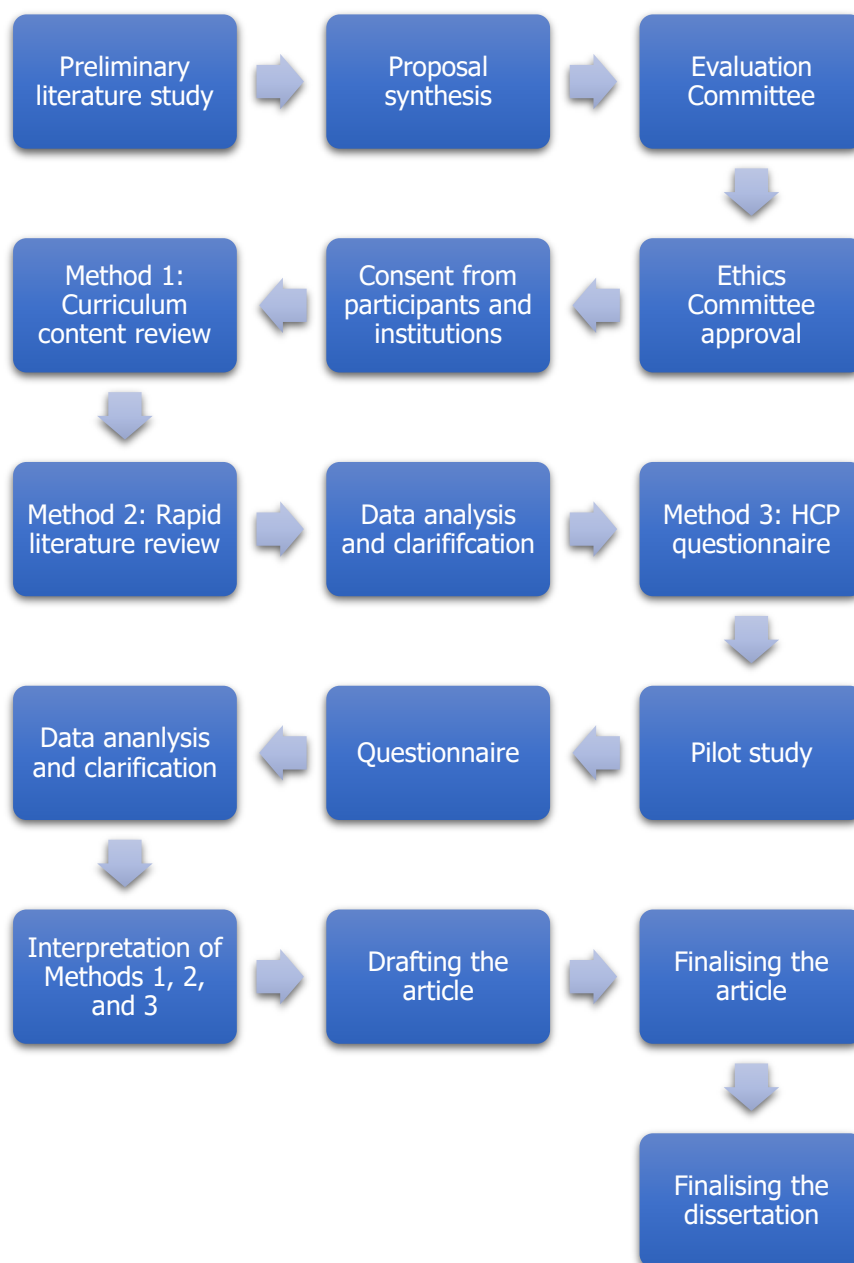 Preliminary
literature study
Proposal
synthesis
Evaluation
Committee
Ethics
Committee
approval
Consent from
participants and
institutions
Method 1:
Curriculum
content review
Method 2: Rapid
literature review
Data analysis
and clarififcation
Method 3: HCP
questionnaire
Pilot study
Questionnaire
Data ananlysis
and clarification
Interpretation of
Methods 1, 2,
and 3
Drafting the
article
Finalising the
article
Finalising the
dissertation